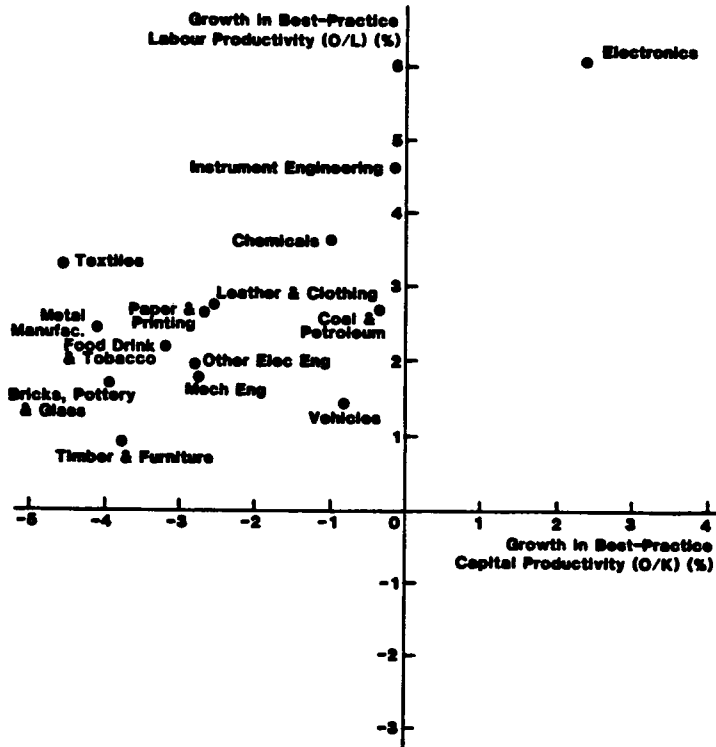 Growth in Best-Practice
Labour Productivity (O/L) (%)
6
Electronics
5
Instrument Engineering
4
Chemicals
Textiles
3
Leather & Clothing
Paper &
Printing
Metal
Manufac.
Coal &
Petroleum
Food Drink
& Tobacco
2
Other Elec Eng
Mech Eng
Bricks, Pottery
& Glass
Vehicles
1
Timber & Furniture
-5 -4 -3 -2 -1 0 1 2 3 4
Growth in Best-Practice
Capital Productivity (O/K) (%)
-1
-2
-3